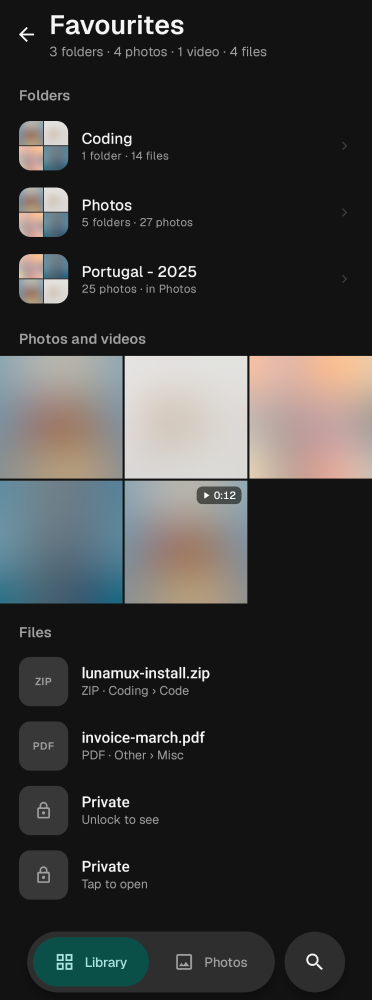 Favourites
3 folders · 4 photos · 1 video · 4 files
Folders
Coding
1 folder · 14 files
Photos
5 folders · 27 photos
Portugal - 2025
25 photos · in Photos
Photos and videos
0:12
Files
ZIP
lunamux-install.zip
ZIP · Coding › Code
PDF
invoice-march.pdf
PDF · Other › Misc
Private
Unlock to see
Private
Tap to open
Library
Photos